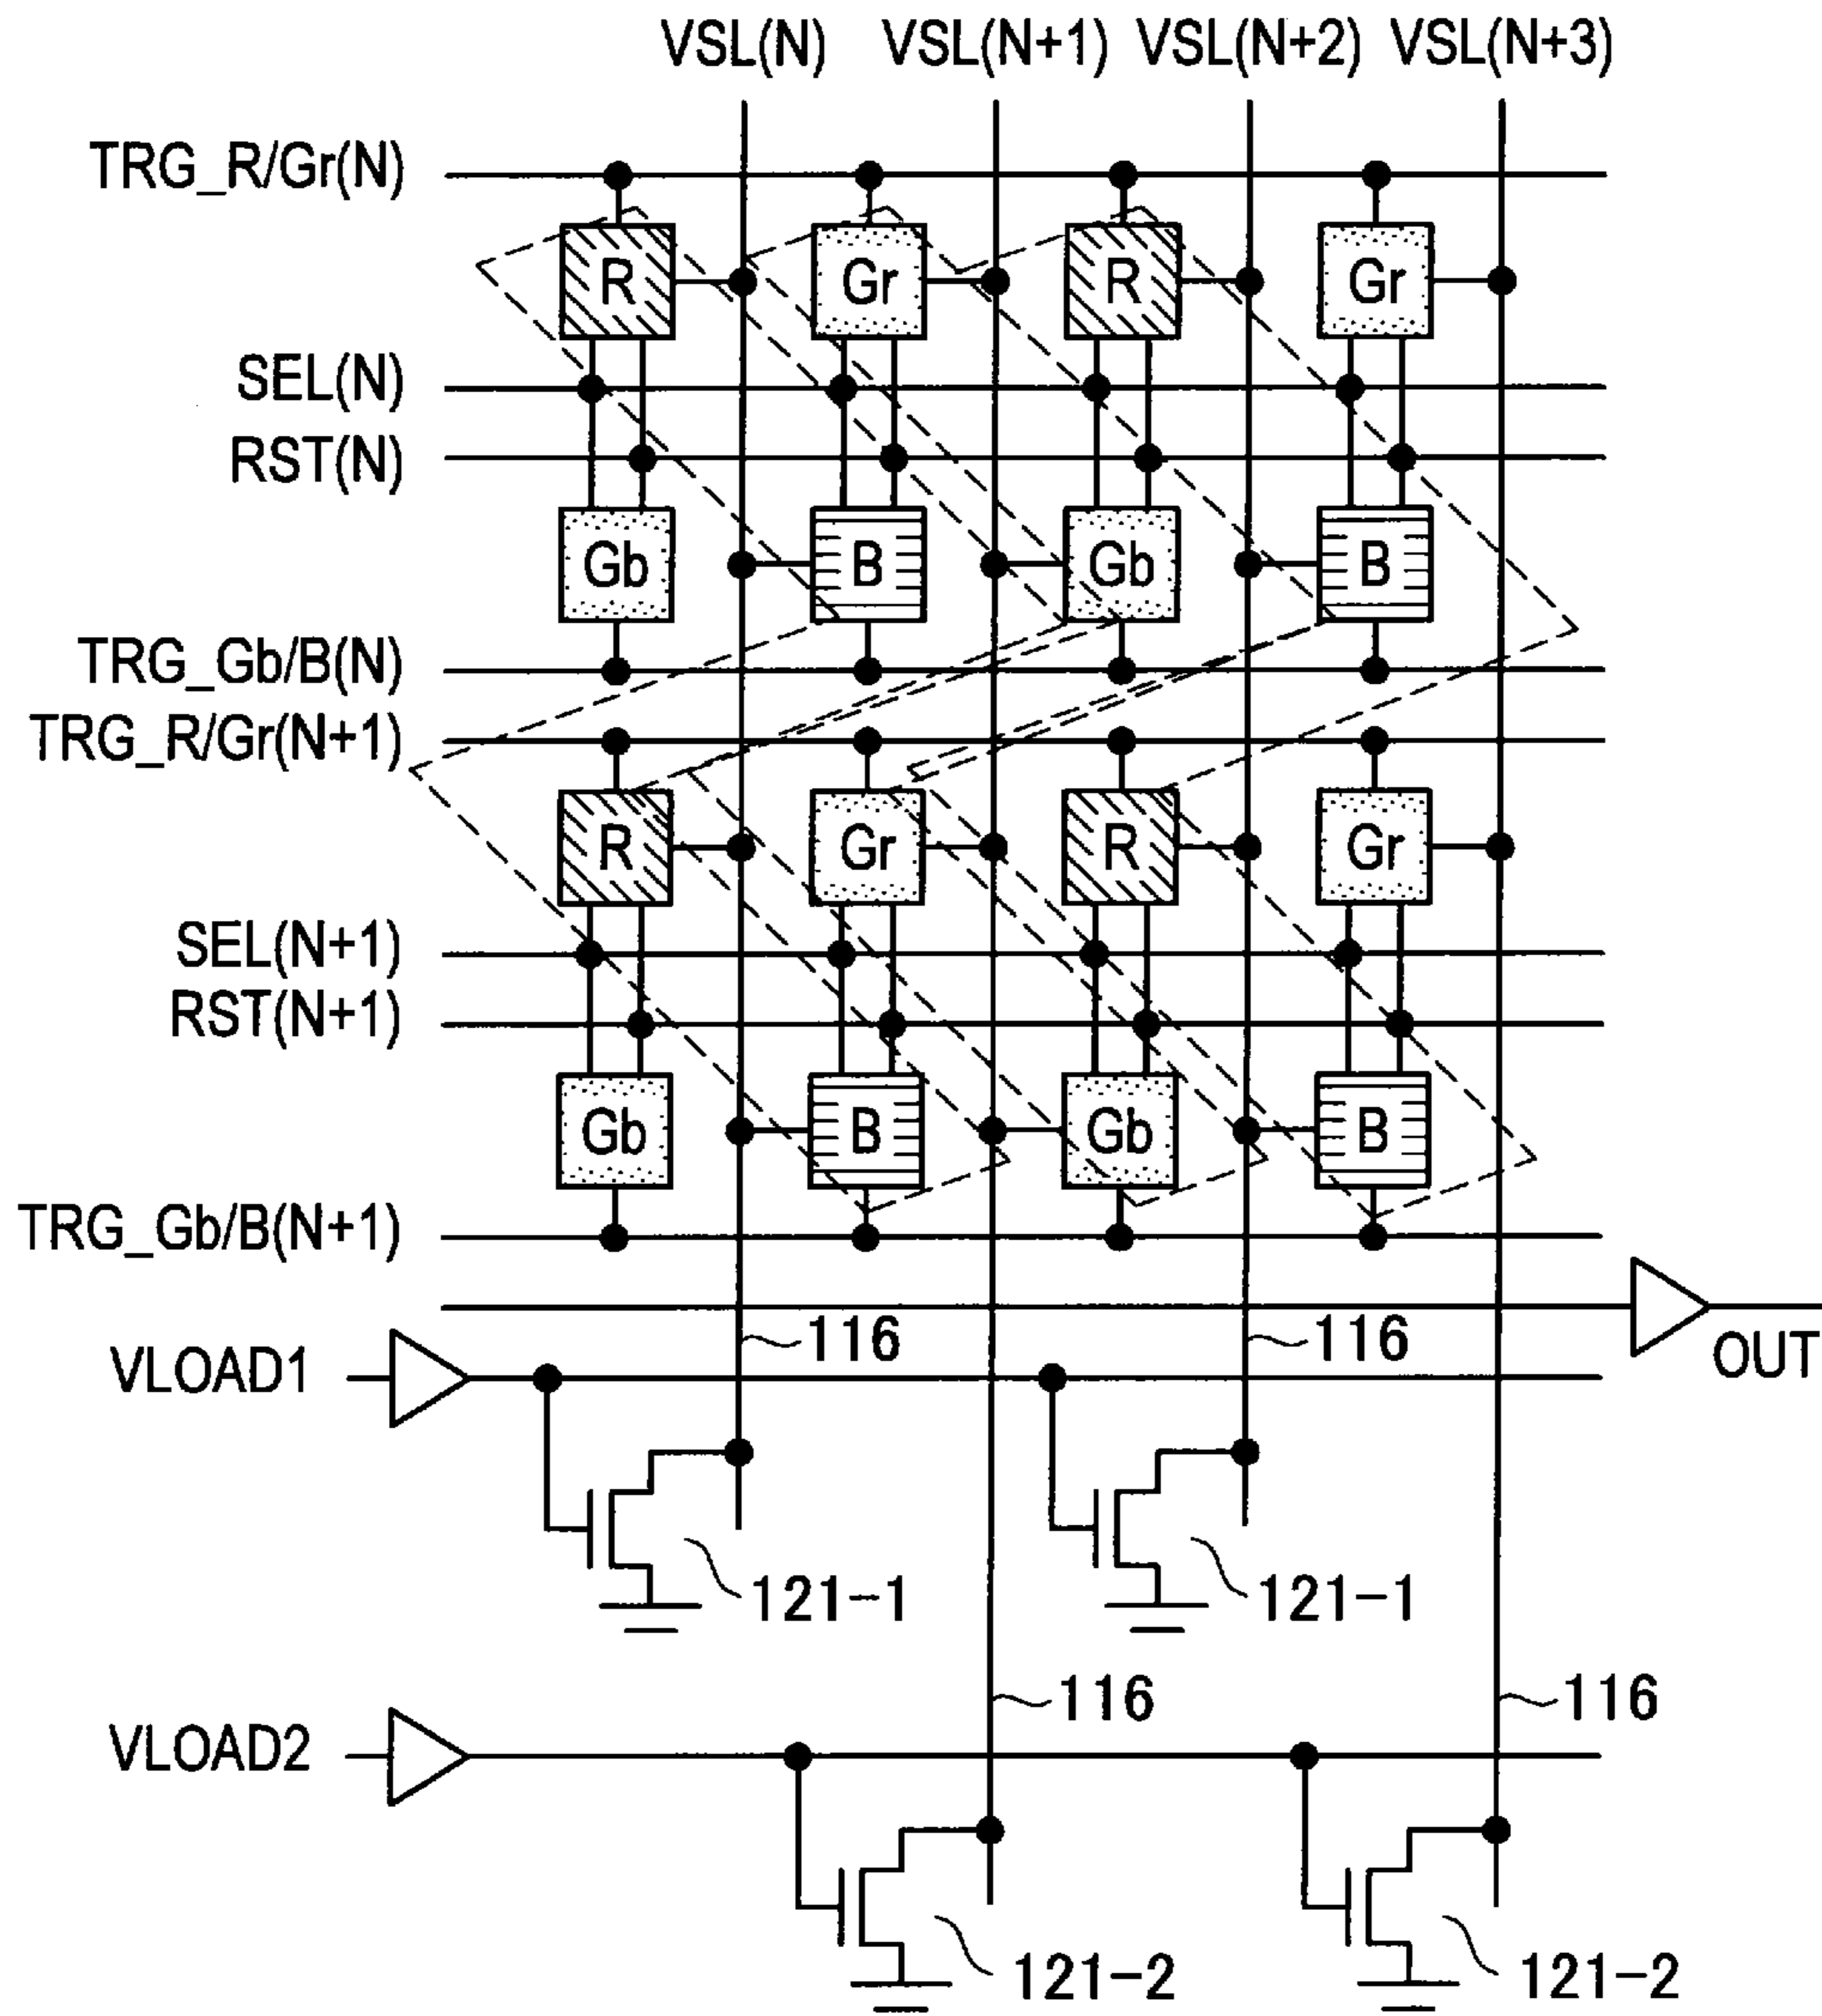 VSL(N) VSL(N+1) VSL(N+2) VSL(N+3)
TRG_R/Gr(N)
R Gr R Gr
SEL(N)
RST(N)
Gb B Gb B
TRG_Gb/B(N)
TRG_R/Gr(N+1)
R Gr R Gr
SEL(N+1)
RST(N+1)
Gb B Gb B
TRG_Gb/B(N+1)
116 116
VLOAD1 OUT
121-1 121-1
116 116
VLOAD2
121-2 121-2